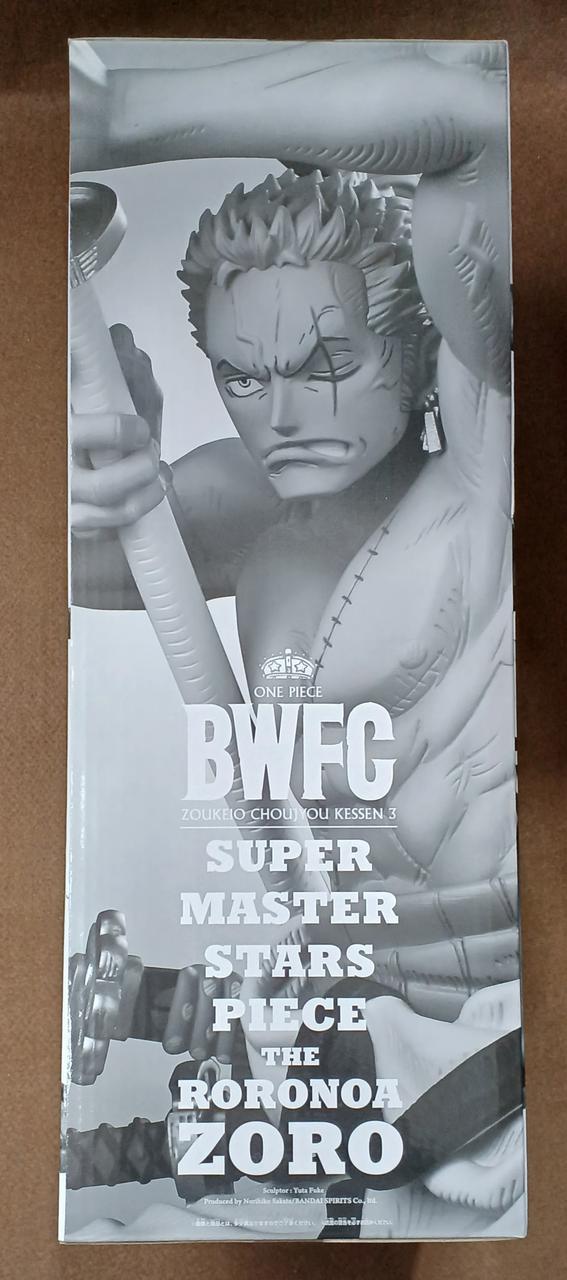 ONE PIECE
BWFC
ZOUKEIO CHOUJYOU KESSEN 3
SUPER
MASTER
STARS
PIECE
THE
RORONOA
ZORO
Sculptor : Yuta Fuke
Produced by Norihiko Sakata/BANDAI SPIRITS Co., ltd.